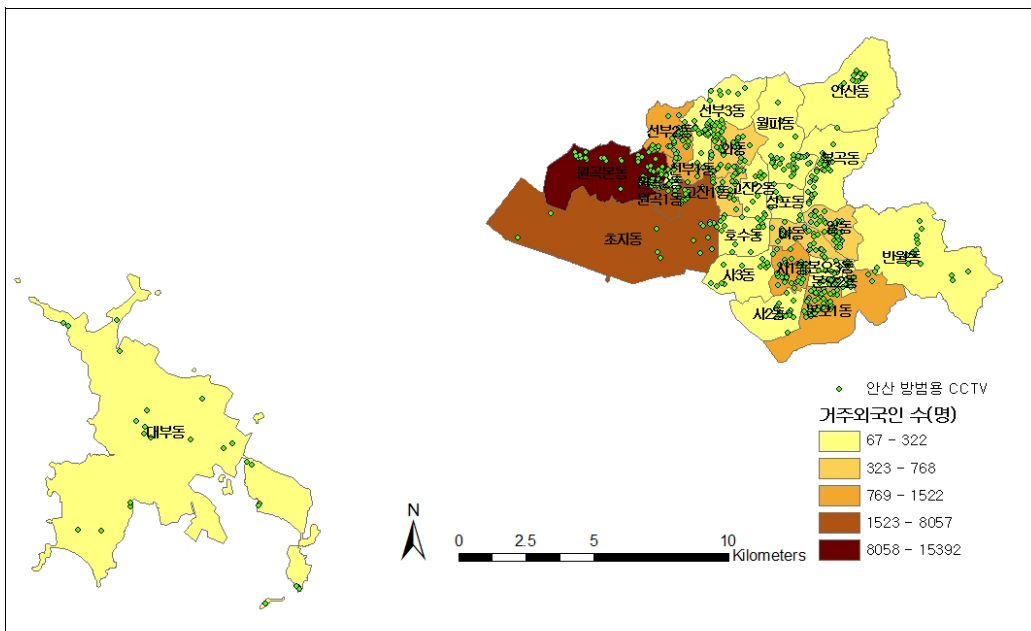 안산동
선부3동
월피동
선부2동
와동
부곡동
원곡본동
선부1동
고잔1동
고잔2동
원곡1동
성포동
초지동
호수동
이동
일동
반월동
사3동
사1동
본오3동
본오2동
사2동
본오1동
대부동
안산 방범용 CCTV
거주외국인 수(명)
67 - 322
323 - 768
769 - 1522
1523 - 8057
8058 - 15392
N
0 2.5 5 10
Kilometers